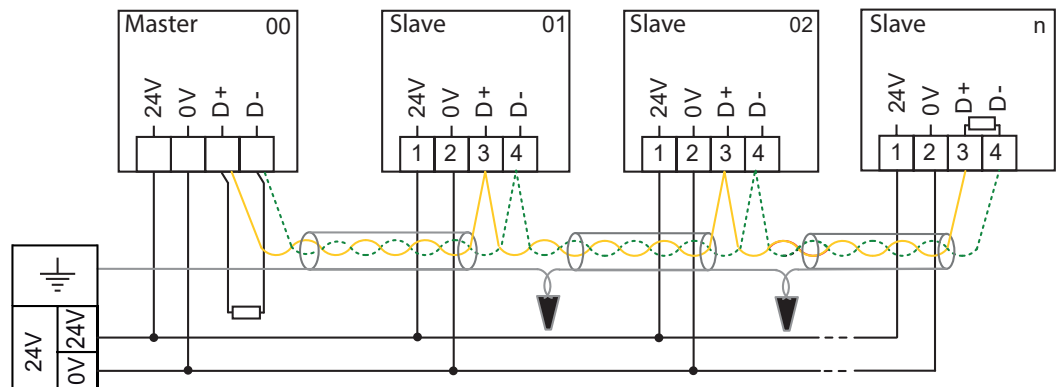 Master 00
24V 0V D+ D-
Slave 01
24V 0V D+ D-
1 2 3 4
Slave 02
24V 0V D+ D-
1 2 3 4
Slave n
24V 0V D+ D-
1 2 3 4
24V
24V
0V